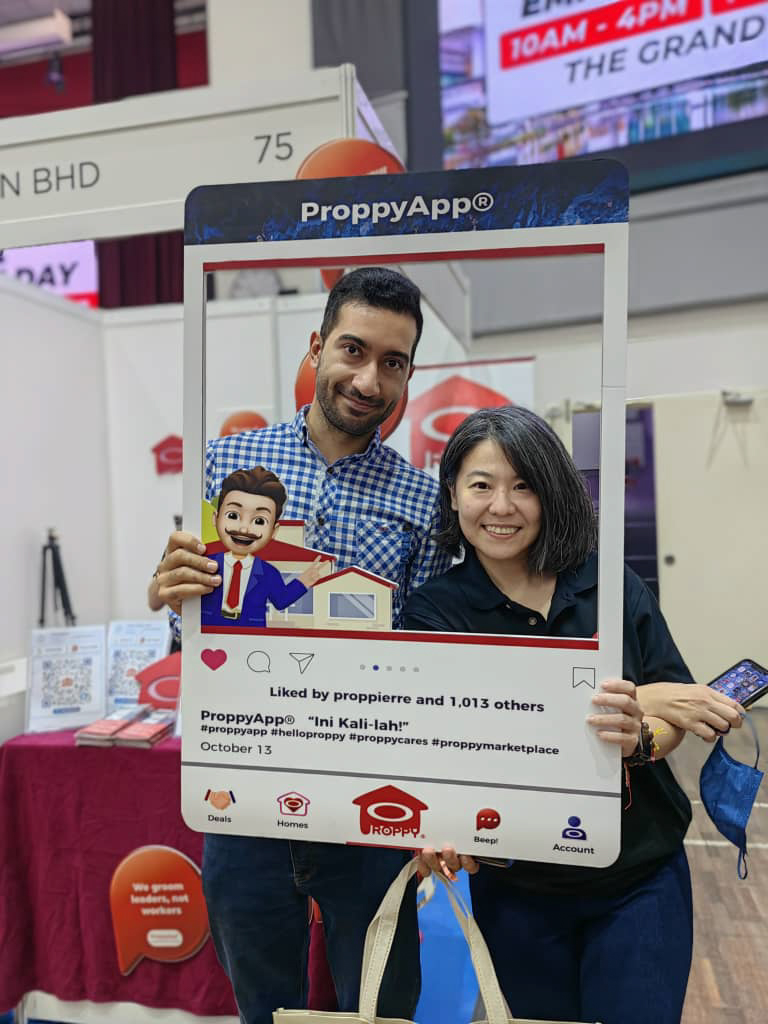 10AM - 4PM
THE GRAND
N BHD
75
DAY
ProppyApp®
Liked by proppierre and 1,013 others
ProppyApp® “Ini Kali-lah!”
#proppyapp #helloproppy #proppycares #proppymarketplace
October 13
Deals
Homes
ROPPY®
Beep!
Account
We groom
leaders, not
workers